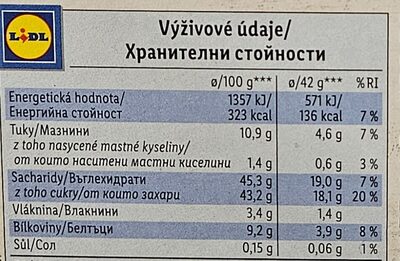 LIDL
Výživové údaje/
Хранителни стойности
ø/100 g*** ø/42 g*** %RI
Energetická hodnota/ 1357 kJ/ 571 kJ/
Енергийна стойност 323 kcal 136 kcal 7 %
Tuky/Мазнини 10,9 g 4,6 g 7 %
z toho nasycené mastné kyseliny/
от които наситени мастни киселини 1,4 g 0,6 g 3 %
Sacharidy/Въглехидрати 45,3 g 19,0 g 7 %
z toho cukry/от които захари 43,2 g 18,1 g 20 %
Vláknina/Влакнини 3,4 g 1,4 g
Bílkoviny/Белтъци 9,2 g 3,9 g 8 %
Sůl/Сол 0,15 g 0,06 g 1 %